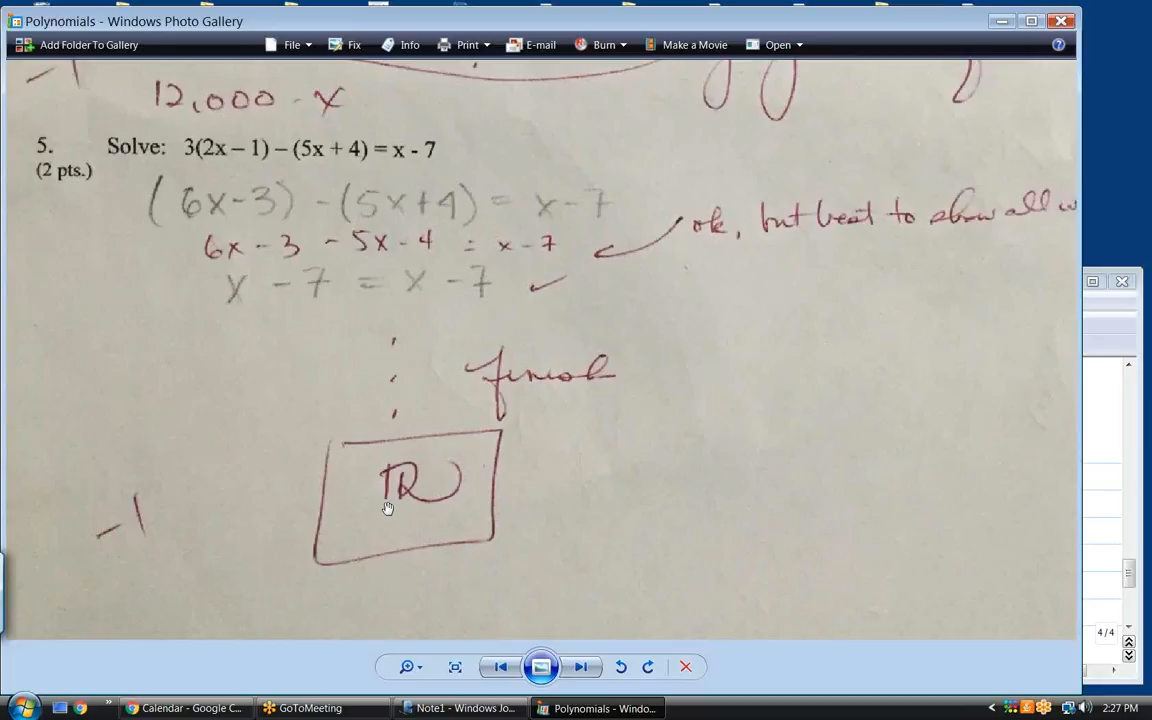 Polynomials - Windows Photo Gallery
Add Folder To Gallery File Fix Info Print E-mail Burn Make a Movie Open
-1
12,000 - x
5. Solve: 3(2x – 1) – (5x + 4) = x - 7
(2 pts.)
(6x-3) -(5x+4) = x-7
ok, but best to show all w
6x - 3 - 5x - 4 = x - 7
x - 7 = x - 7
finish
ℝ
-1
4 / 4
Calendar - Google C... GoToMeeting Note1 - Windows Jo... Polynomials - Windo... 2:27 PM